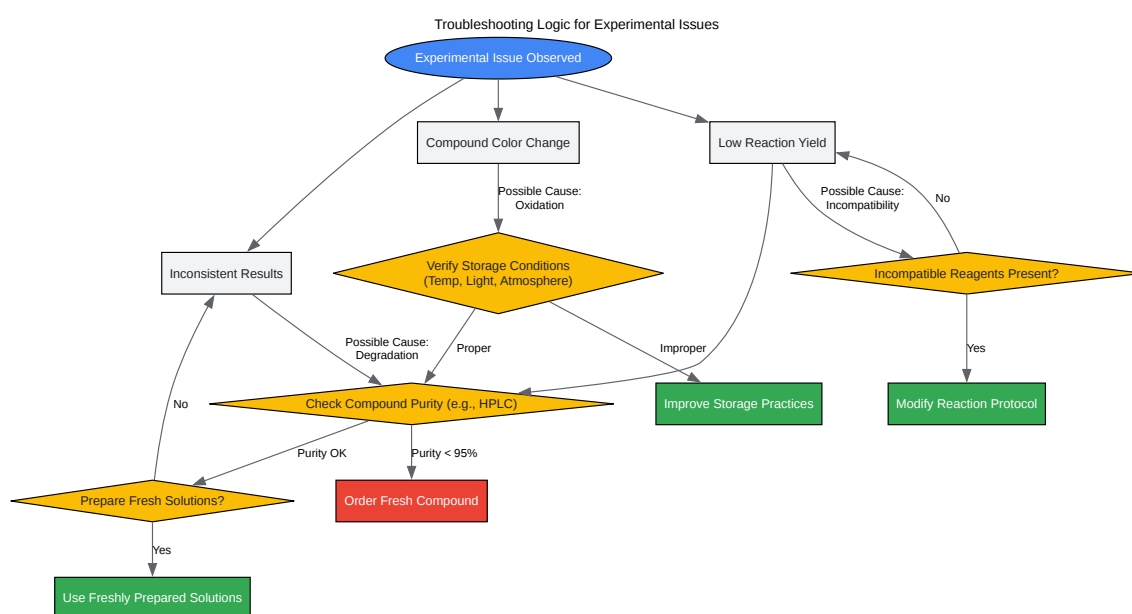 Troubleshooting Logic for Experimental Issues
Experimental Issue Observed
Compound Color Change
Low Reaction Yield
Possible Cause:
Oxidation
Possible Cause:
Incompatibility
No
Inconsistent Results
Verify Storage Conditions
(Temp, Light, Atmosphere)
Incompatible Reagents Present?
Possible Cause:
Degradation
Proper
Improper
Yes
Check Compound Purity (e.g., HPLC)
Improve Storage Practices
Modify Reaction Protocol
No
Purity OK
Purity < 95%
Prepare Fresh Solutions?
Order Fresh Compound
Yes
Use Freshly Prepared Solutions